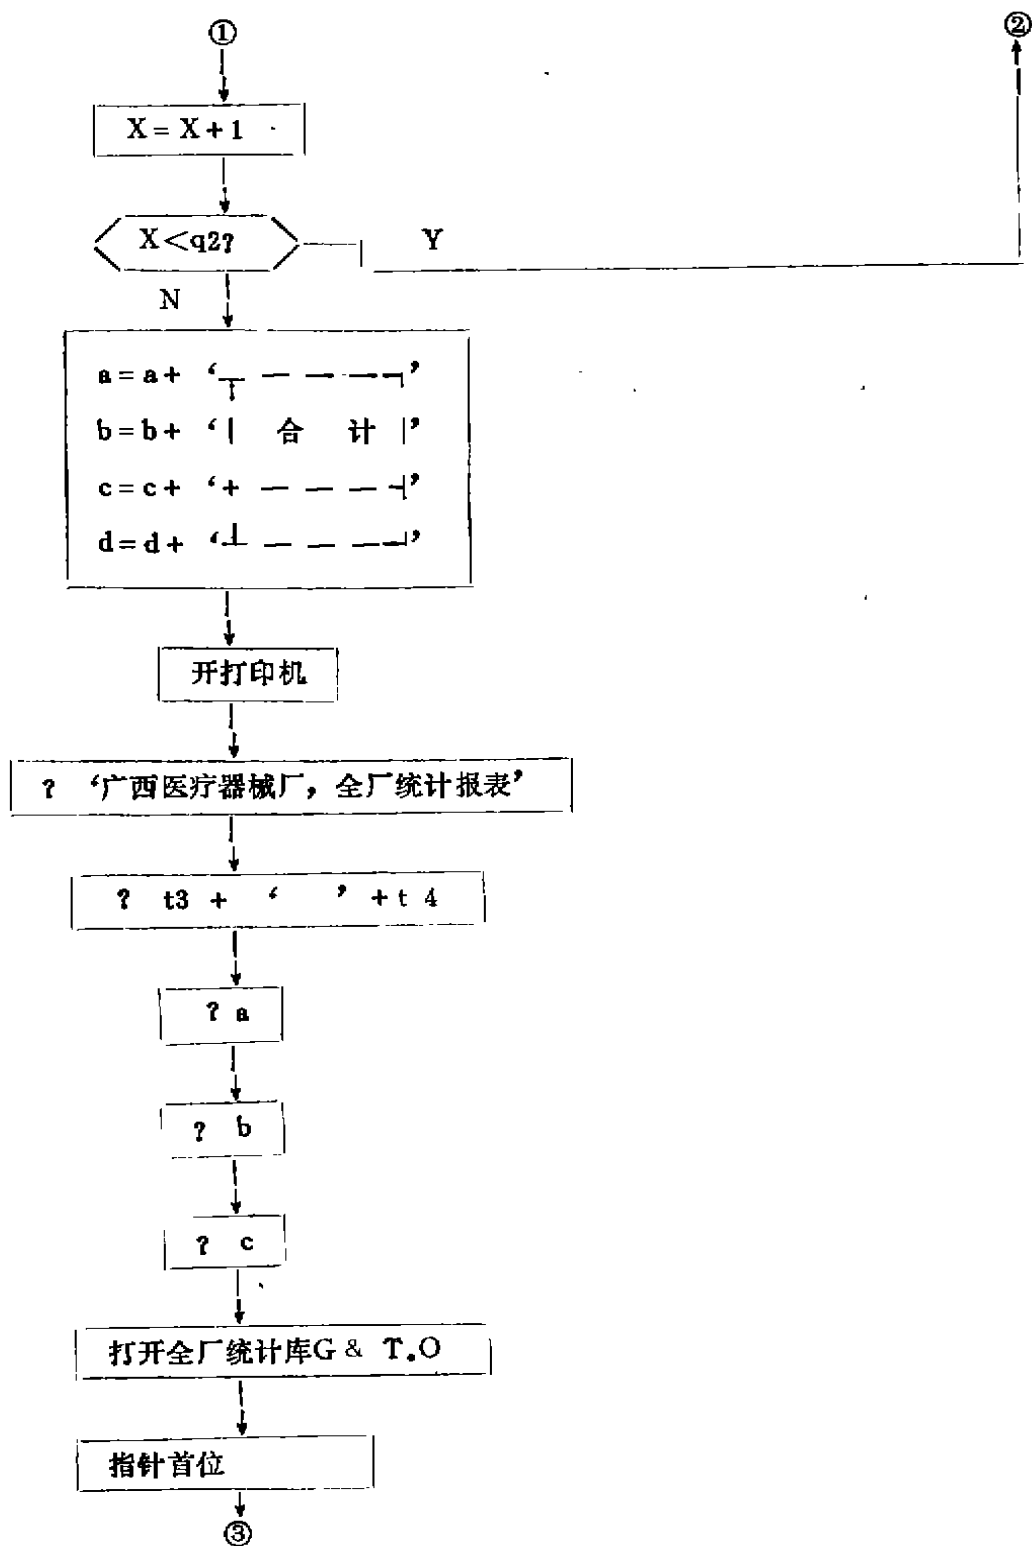 ① ②
X = X + 1
X < q2? Y
N
a = a + ‘┬ — — — —┐’
b = b + ‘│ 合 计 │’
c = c + ‘+ — — — —┤’
d = d + ‘┴ — — — —┘’
开打印机
? ‘广西医疗器械厂，全厂统计报表’
? t3 + ‘ ’ + t 4
? a
? b
? c
打开全厂统计库G & T.O
指针首位
③